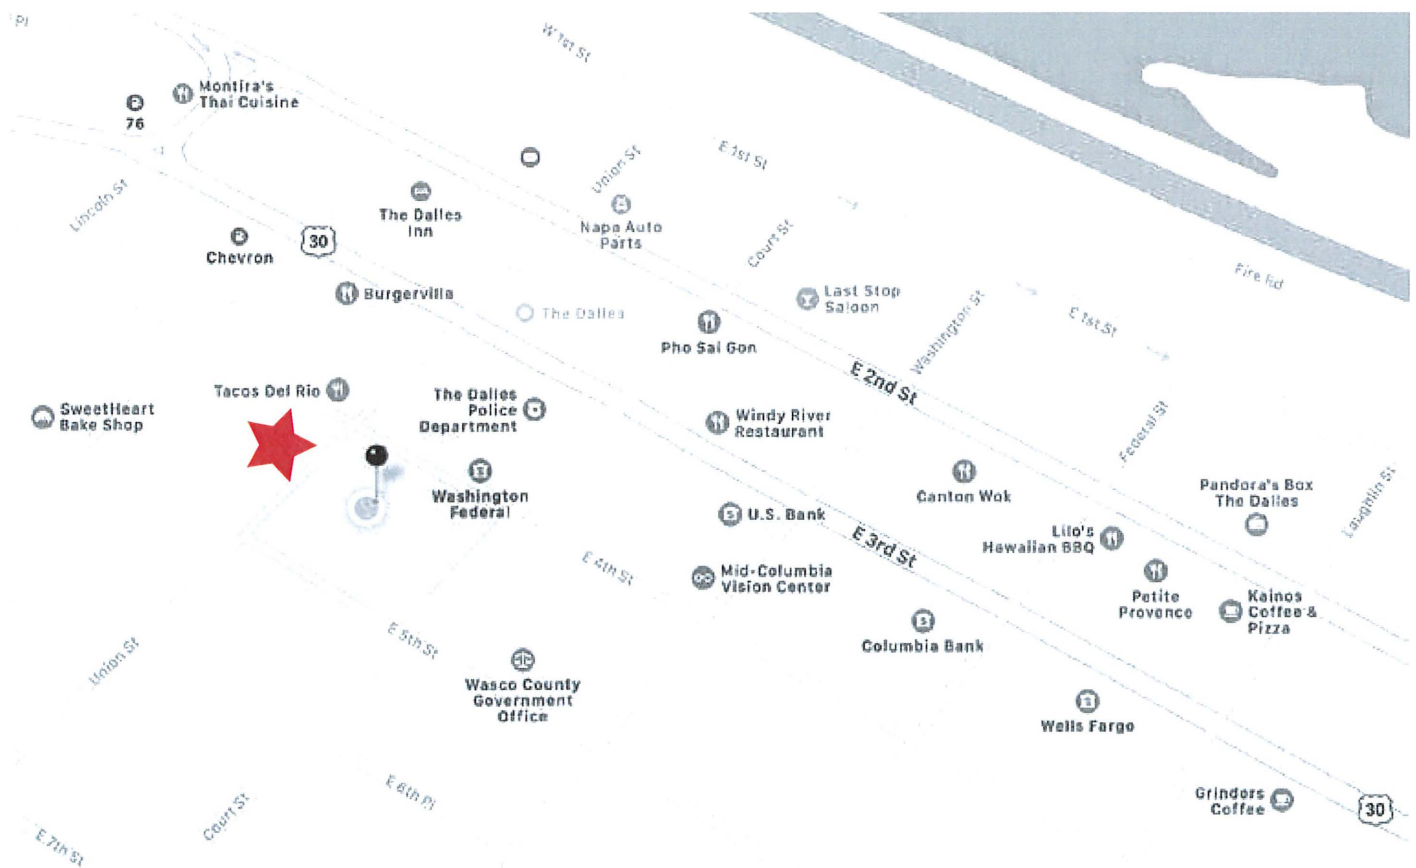 Pl
W 1st St
Montira's
Thai Cuisine
76
E 1st St
Union St
Lincoln St
The Dalles
Inn
Napa Auto
Parts
Court St
30
Chevron
Fire Rd
Burgerville
The Dalles
Last Stop
Saloon
Washington St
E 1st St
Pho Sai Gon
E 2nd St
Tacos Del Rio
The Dalles
Police
Department
SweetHeart
Bake Shop
Windy River
Restaurant
Federal St
Washington
Federal
Canton Wok
Pandora's Box
The Dalles
Laughlin St
U.S. Bank
E 3rd St
Lilo's
Hawaiian BBQ
E 4th St
Mid-Columbia
Vision Center
Petite
Provence
Kainos
Coffee &
Pizza
Columbia Bank
E 5th St
Union St
Wasco County
Government
Office
Wells Fargo
E 6th Pl
Grinders
Coffee
30
Court St
E 7th St